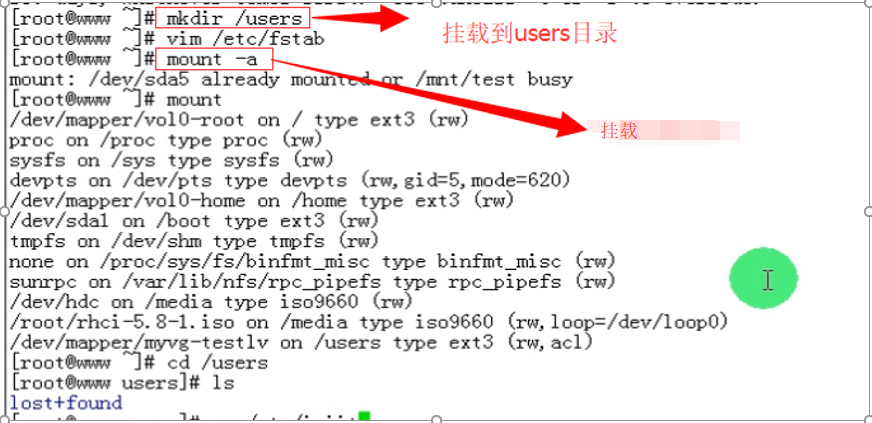 [root@www ~]# mkdir /users
挂载到users目录
[root@www ~]# vim /etc/fstab
[root@www ~]# mount -a
mount: /dev/sda5 already mounted or /mnt/test busy
[root@www ~]# mount
/dev/mapper/vol0-root on / type ext3 (rw)
挂载
proc on /proc type proc (rw)
sysfs on /sys type sysfs (rw)
devpts on /dev/pts type devpts (rw,gid=5,mode=620)
/dev/mapper/vol0-home on /home type ext3 (rw)
/dev/sda1 on /boot type ext3 (rw)
tmpfs on /dev/shm type tmpfs (rw)
none on /proc/sys/fs/binfmt_misc type binfmt_misc (rw)
sunrpc on /var/lib/nfs/rpc_pipefs type rpc_pipefs (rw)
/dev/hdc on /media type iso9660 (rw)
/root/rhci-5.8-1.iso on /media type iso9660 (rw,loop=/dev/loop0)
/dev/mapper/myvg-testlv on /users type ext3 (rw,acl)
[root@www ~]# cd /users
[root@www users]# ls
lost+found